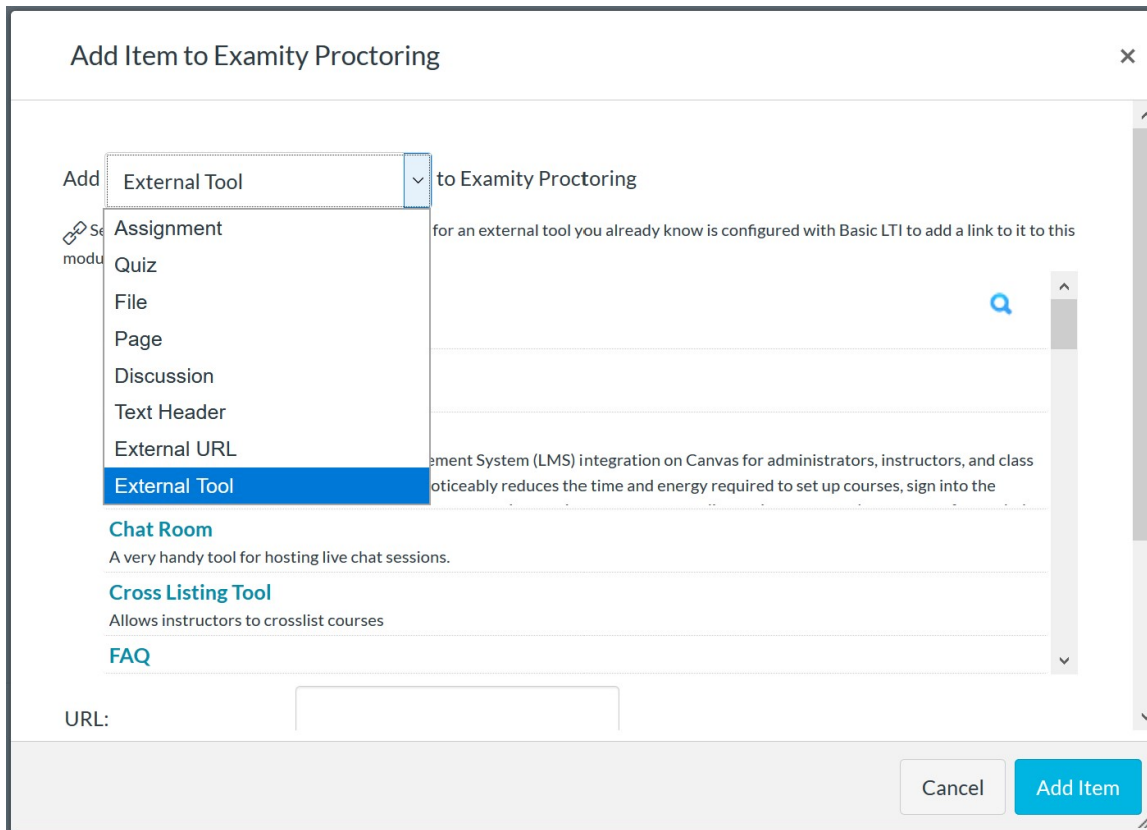 Add Item to Examity Proctoring
×
Add External Tool to Examity Proctoring
Assignment
for an external tool you already know is configured with Basic LTI to add a link to it to this
Quiz
File
Page
Discussion
Text Header
External URL
External Tool
System (LMS) integration on Canvas for administrators, instructors, and class
reduces the time and energy required to set up courses, sign into the
Chat Room
A very handy tool for hosting live chat sessions.
Cross Listing Tool
Allows instructors to crosslist courses
FAQ
URL:
Cancel
Add Item